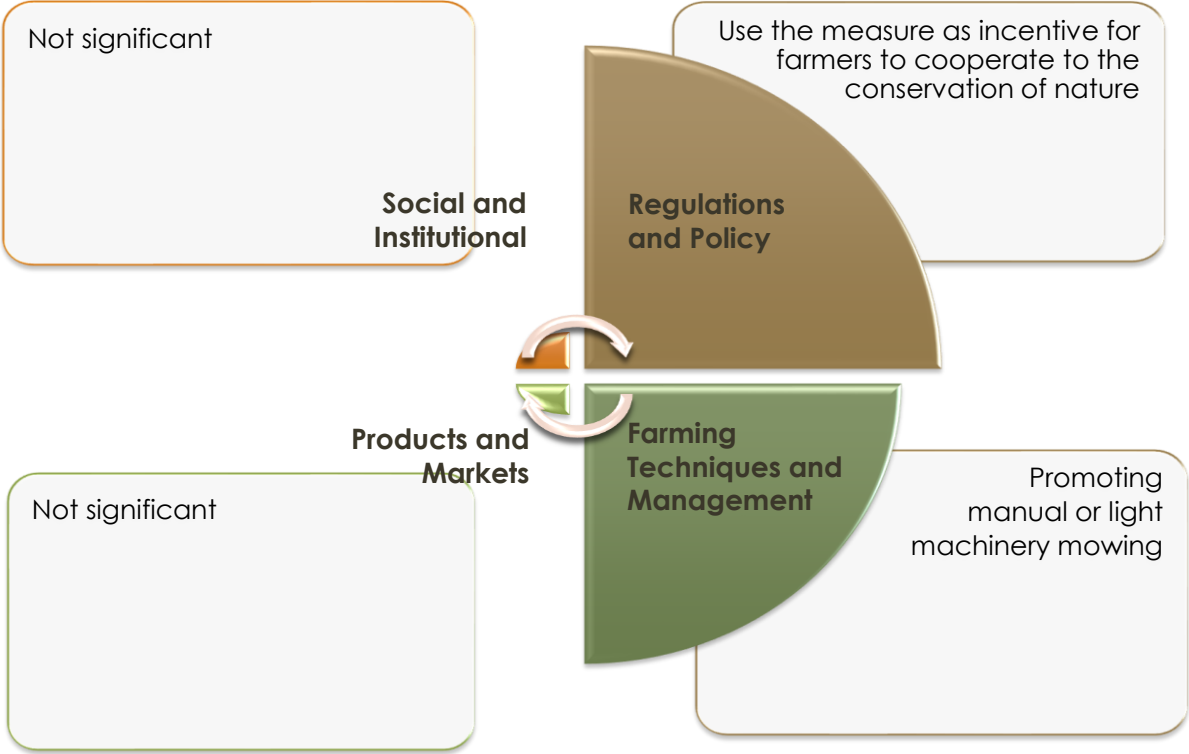 Not significant
Use the measure as incentive for
farmers to cooperate to the
conservation of nature
Social and
Institutional
Regulations
and Policy
Products and
Markets
Farming
Techniques and
Management
Not significant
Promoting
manual or light
machinery mowing